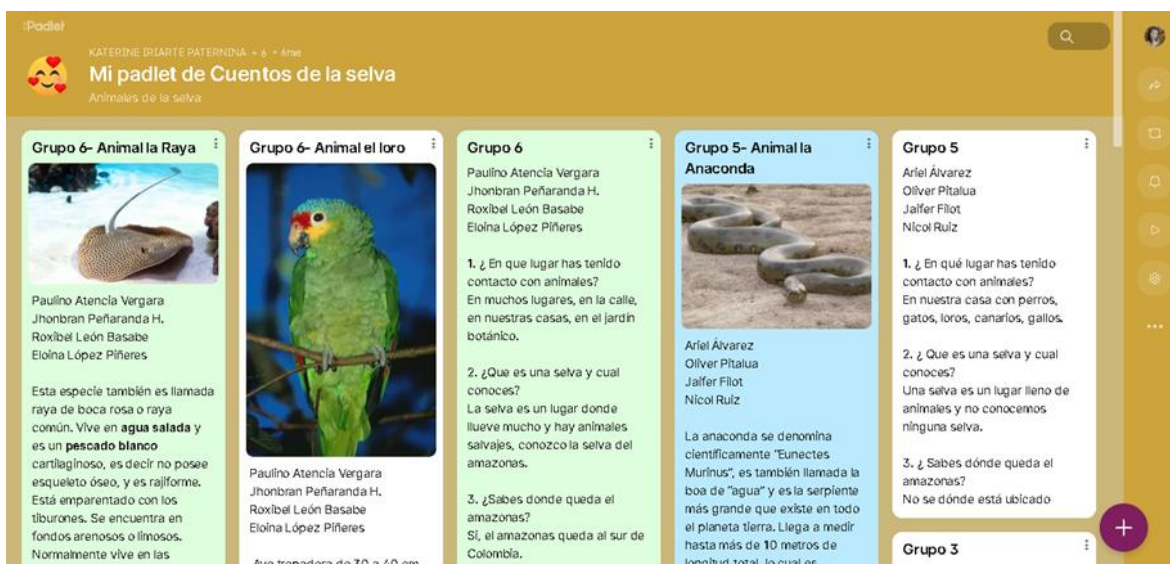 :Padlet
KATERINE IRIARTE PATERNINA + 6 • 6me
Mi padlet de Cuentos de la selva
Animales de la selva
Grupo 6- Animal la Raya
Paulino Atencia Vergara
Jhonbran Peñaranda H.
Roxibel León Basabe
Eloina López Piñeres
Esta especie también es llamada
raya de boca rosa o raya
común. Vive en agua salada y
es un pescado blanco
cartilaginoso, es decir no posee
esqueleto óseo, y es rajiforme.
Está emparentado con los
tiburones. Se encuentra en
fondos arenosos o limosos.
Normalmente vive en las
Grupo 6- Animal el loro
Paulino Atencia Vergara
Jhonbran Peñaranda H.
Roxibel León Basabe
Eloina López Piñeres
Ave trepadora de 30 a 40 cm
Grupo 6
Paulino Atencia Vergara
Jhonbran Peñaranda H.
Roxibel León Basabe
Eloina López Piñeres
1. ¿ En que lugar has tenido
contacto con animales?
En muchos lugares, en la calle,
en nuestras casas, en el jardín
botánico.
2. ¿Que es una selva y cual
conoces?
La selva es un lugar donde
llueve mucho y hay animales
salvajes, conozco la selva del
amazonas.
3. ¿Sabes donde queda el
amazonas?
Si, el amazonas queda al sur de
Colombia.
Grupo 5- Animal la
Anaconda
Ariel Álvarez
Oliver Pitalua
Jaifer Filot
Nicol Ruiz
La anaconda se denomina
científicamente "Eunectes
Murinus", es también llamada la
boa de "agua" y es la serpiente
más grande que existe en todo
el planeta tierra. Llega a medir
hasta más de 10 metros de
longitud total, lo cual es
Grupo 5
Ariel Álvarez
Oliver Pitalua
Jaifer Filot
Nicol Ruiz
1. ¿ En qué lugar has tenido
contacto con animales?
En nuestra casa con perros,
gatos, loros, canarios, gallos.
2. ¿ Que es una selva y cual
conoces?
Una selva es un lugar lleno de
animales y no conocemos
ninguna selva.
3. ¿ Sabes dónde queda el
amazonas?
No se dónde está ubicado
Grupo 3